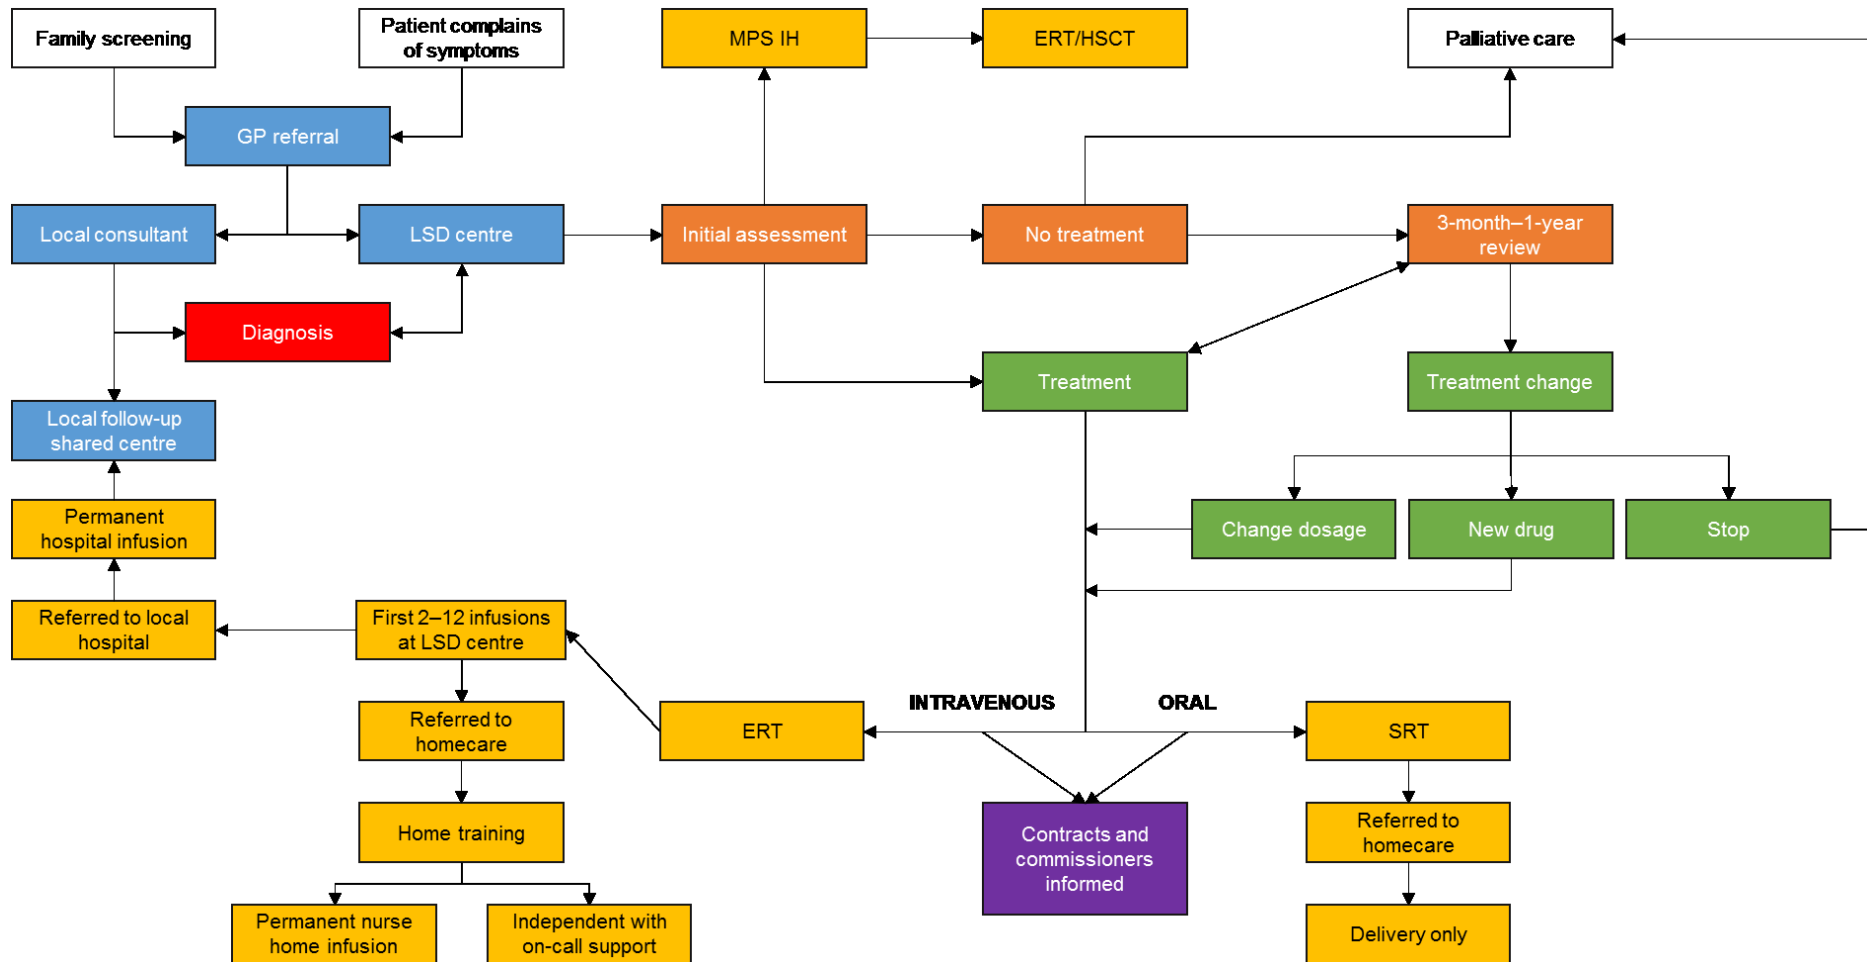 Family screening
Patient complains
of symptoms
MPS IH
ERT/HSCT
Palliative care
GP referral
Local consultant
LSD centre
Initial assessment
No treatment
3-month–1-year
review
Diagnosis
Treatment
Treatment change
Local follow-up
shared centre
Permanent
hospital infusion
Change dosage
New drug
Stop
Referred to local
hospital
First 2–12 infusions
at LSD centre
INTRAVENOUS
ORAL
Referred to
homecare
ERT
SRT
Home training
Contracts and
commissioners
informed
Referred to
homecare
Permanent nurse
home infusion
Independent with
on-call support
Delivery only